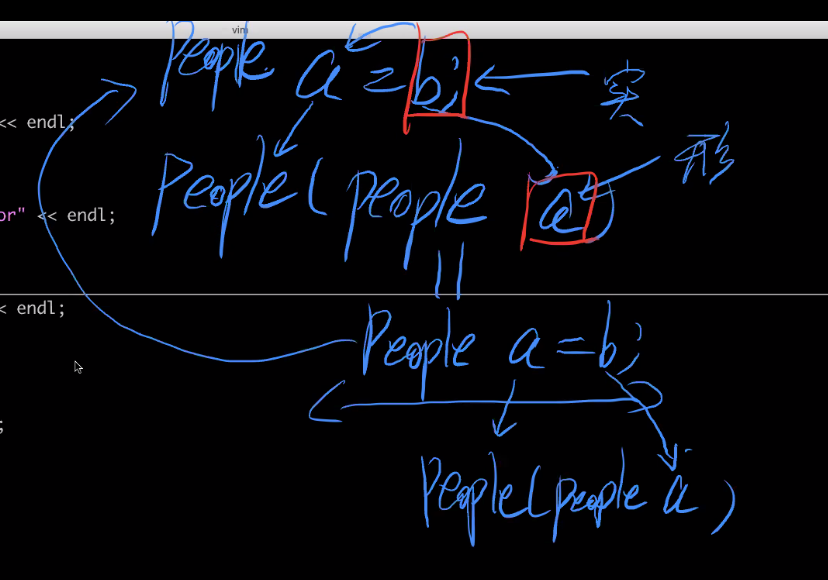 vim
People a = b; 实
<< endl;
People(people a) 形
or" << endl;
< endl;
People a = b;
;
People(people a)